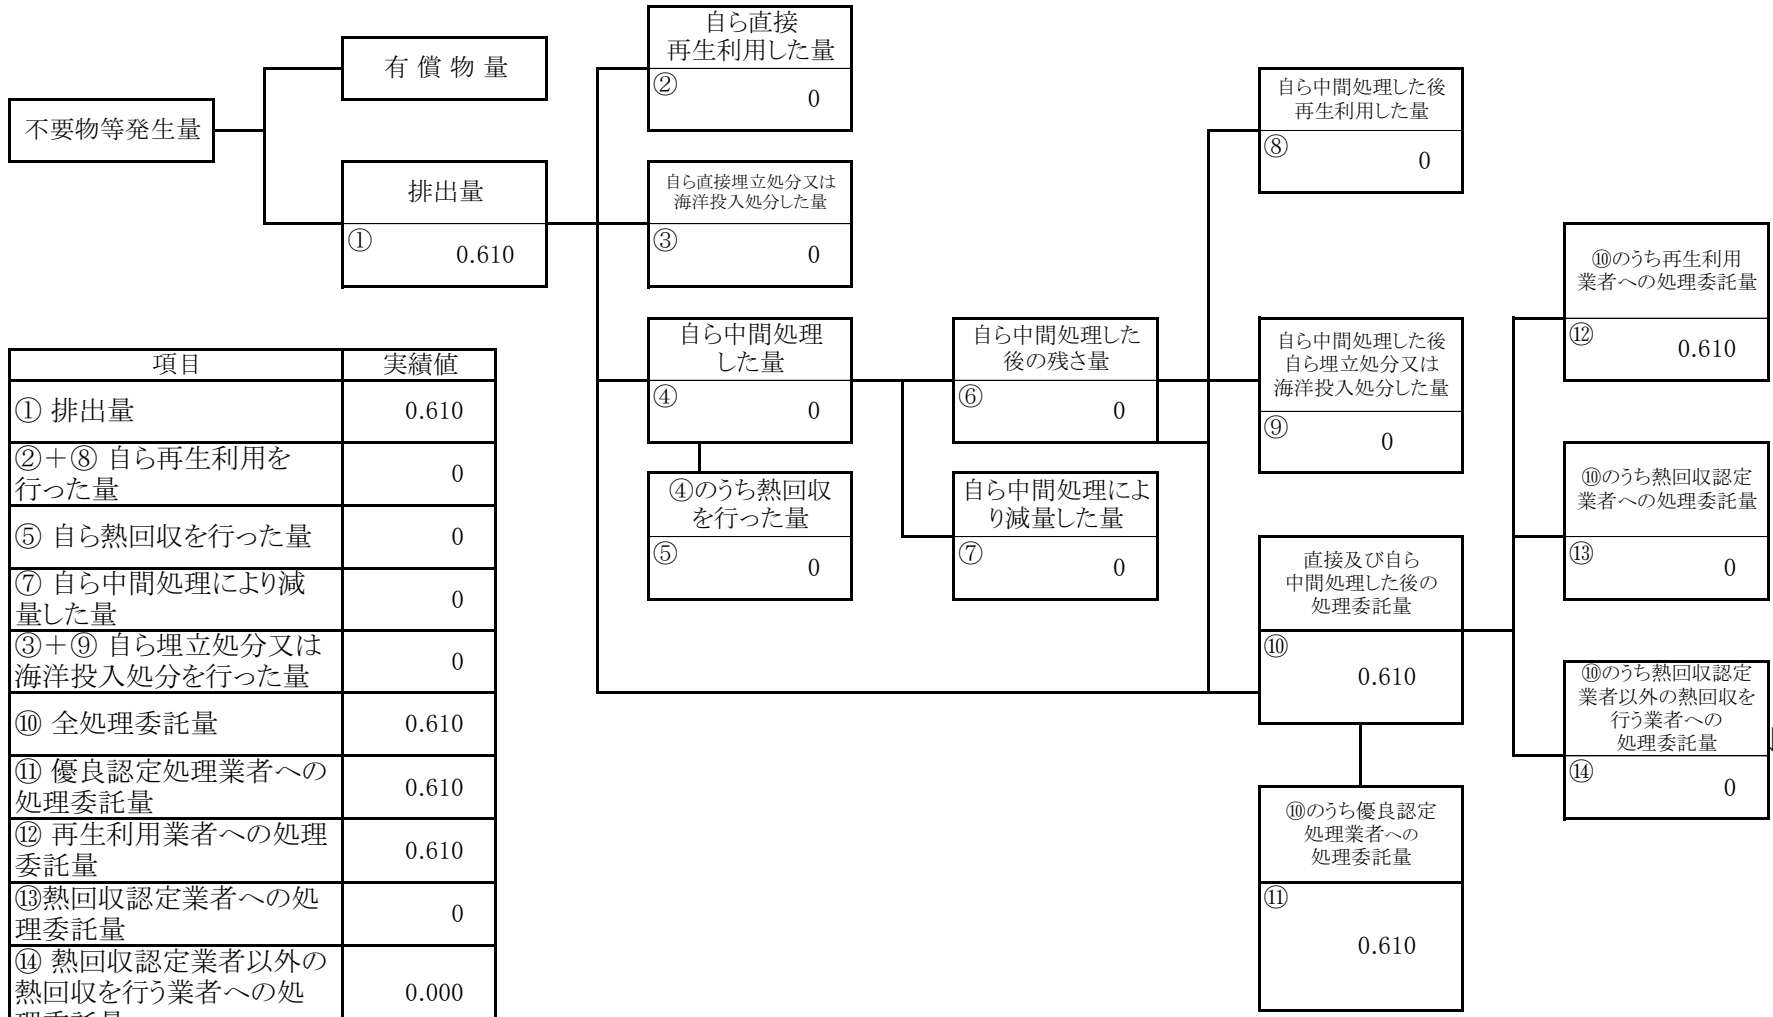 自ら直接
再生利用した量
②
0
有 償 物 量
不要物等発生量
排出量
①
0.610
自ら直接埋立処分又は
海洋投入処分した量
③
0
自ら中間処理した後
再生利用した量
⑧
0
自ら中間処理
した量
④
0
自ら中間処理した
後の残さ量
⑥
0
自ら中間処理した後
自ら埋立処分又は
海洋投入処分した量
⑨
0
④のうち熱回収
を行った量
⑤
0
自ら中間処理によ
り減量した量
⑦
0
直接及び自ら
中間処理した後の
処理委託量
⑩
0.610
⑩のうち優良認定
処理業者への
処理委託量
⑪
0.610
⑩のうち再生利用
業者への処理委託量
⑫
0.610
⑩のうち熱回収認定
業者への処理委託量
⑬
0
⑩のうち熱回収認定
業者以外の熱回収を
行う業者への
処理委託量
⑭
0
項目 実績値
① 排出量 0.610
②＋⑧ 自ら再生利用を
行った量 0
⑤ 自ら熱回収を行った量 0
⑦ 自ら中間処理により減
量した量 0
③＋⑨ 自ら埋立処分又は
海洋投入処分を行った量 0
⑩ 全処理委託量 0.610
⑪ 優良認定処理業者への
処理委託量 0.610
⑫ 再生利用業者への処理
委託量 0.610
⑬熱回収認定業者への処
理委託量 0
⑭ 熱回収認定業者以外の
熱回収を行う業者への処 0.000
理委託量